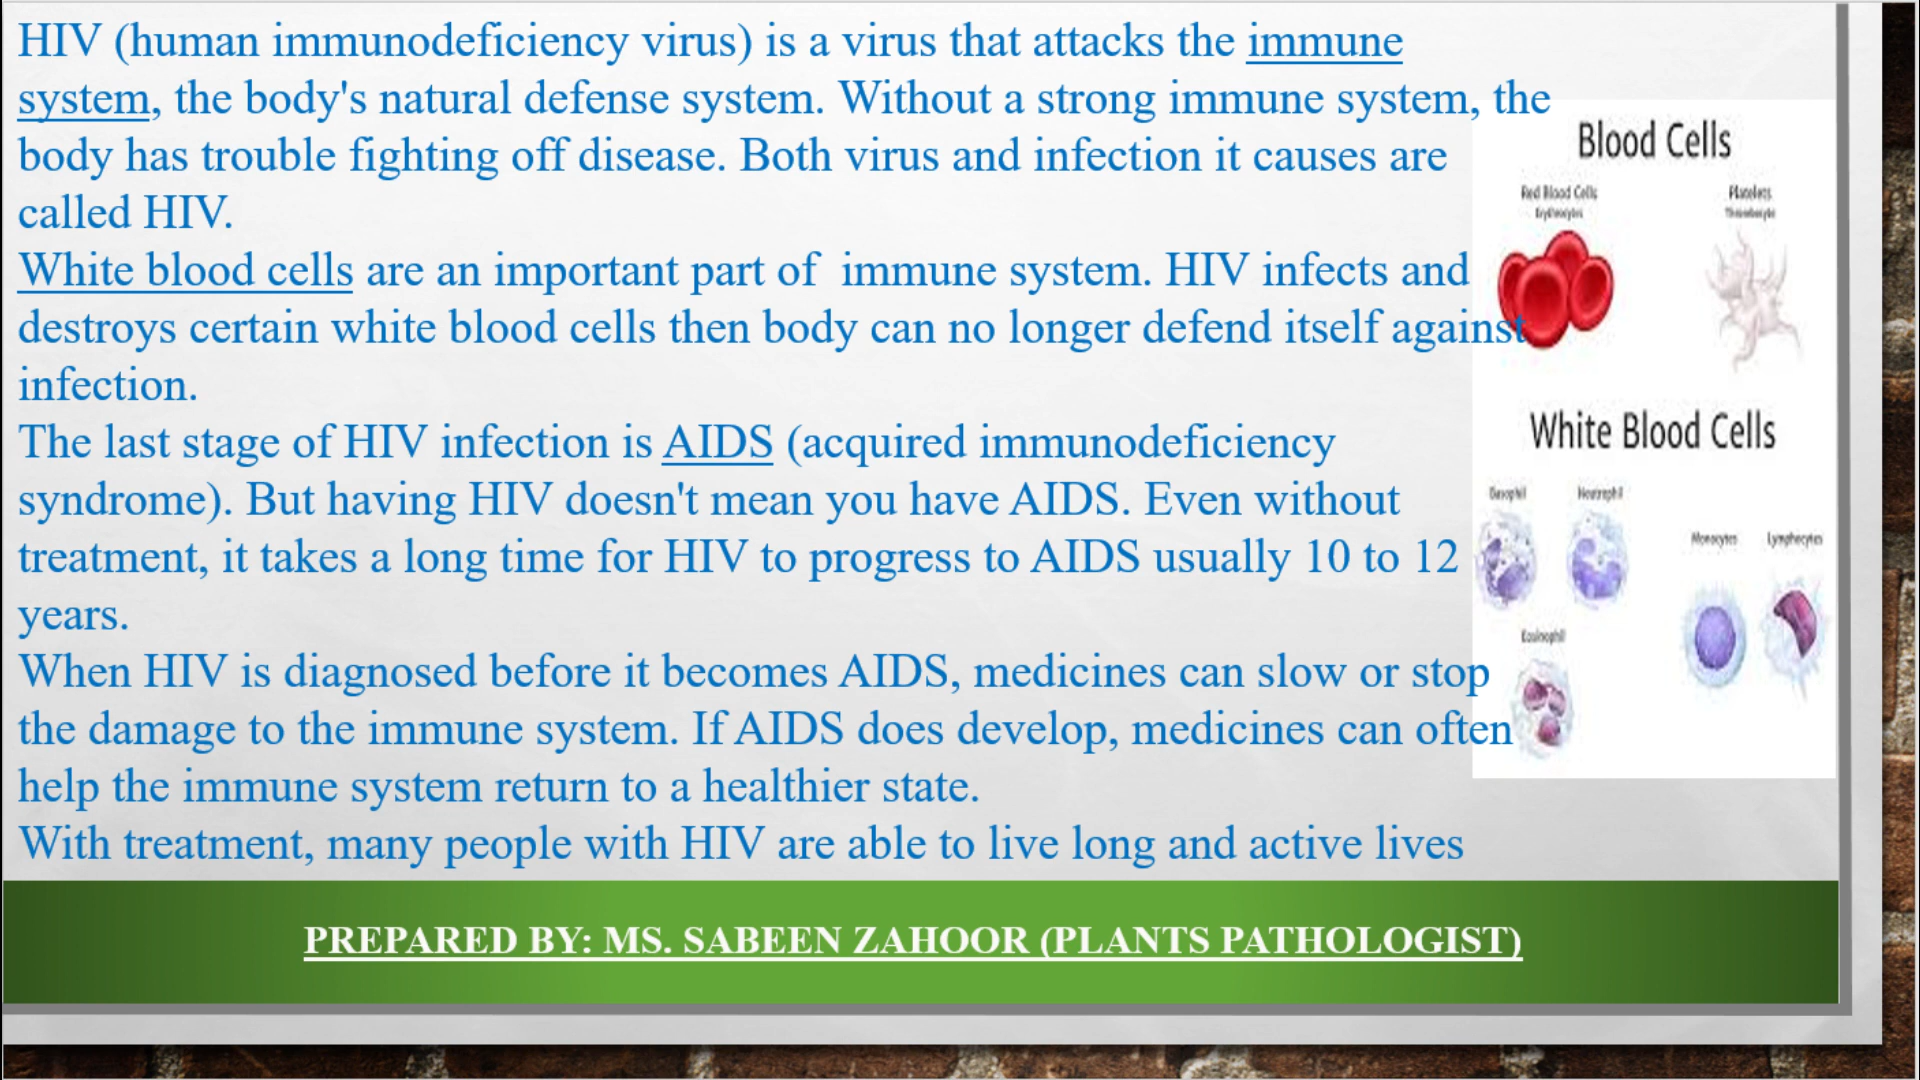 HIV (human immunodeficiency virus) is a virus that attacks the immune
system, the body's natural defense system. Without a strong immune system, the
body has trouble fighting off disease. Both virus and infection it causes are
called HIV.
White blood cells are an important part of  immune system. HIV infects and
destroys certain white blood cells then body can no longer defend itself against
infection.
The last stage of HIV infection is AIDS (acquired immunodeficiency
syndrome). But having HIV doesn't mean you have AIDS. Even without
treatment, it takes a long time for HIV to progress to AIDS usually 10 to 12
years.
When HIV is diagnosed before it becomes AIDS, medicines can slow or stop
the damage to the immune system. If AIDS does develop, medicines can often
help the immune system return to a healthier state.
With treatment, many people with HIV are able to live long and active lives
Blood Cells
Red Blood Cells
Erythrocytes
Platelets
Thrombocyte
White Blood Cells
Basophil
Neutrophil
Monocytes
Lymphocytes
Eosinophil
PREPARED BY: MS. SABEEN ZAHOOR (PLANTS PATHOLOGIST)